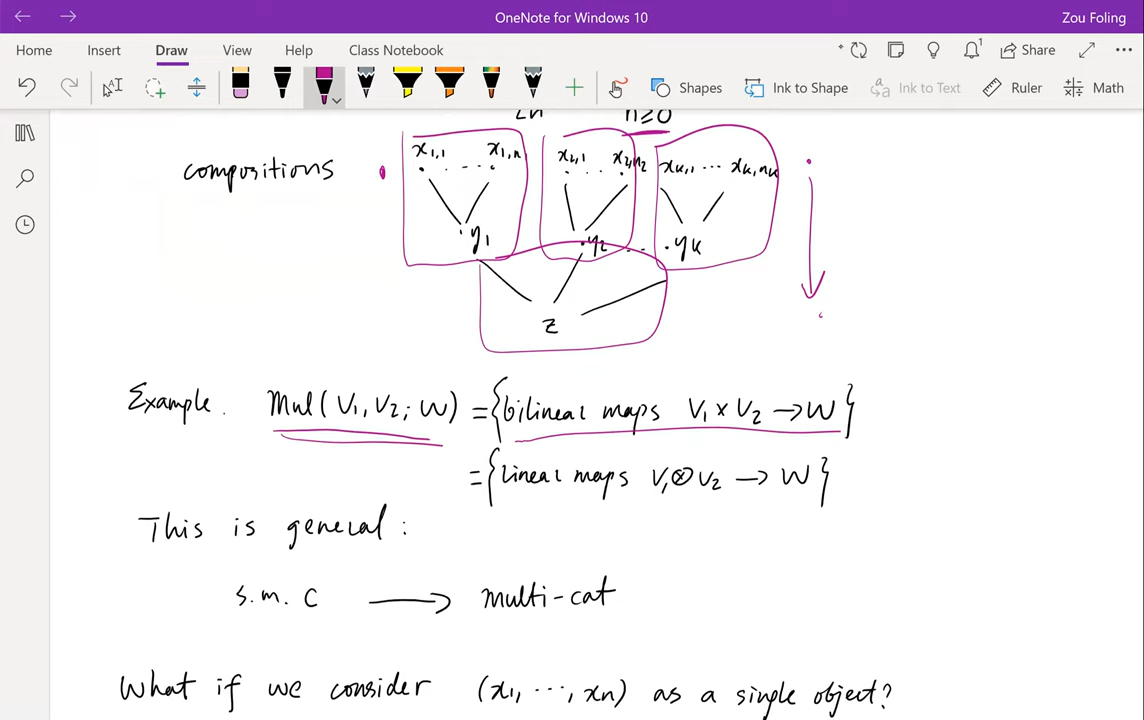 OneNote for Windows 10
Zou Foling
Home Insert Draw View Help Class Notebook Share
Shapes Ink to Shape Ink to Text Ruler Math
Σn n≥0
compositions
x1,1 ... x1,n x2,1 ... x2,n2 xk,1 ... xk,nk
y1 y2 ... yk
z
Example. Mul(V1, V2; W) = {bilinear maps V1 × V2 → W}
= {linear maps V1⊗V2 → W}
This is general:
s.m. C → multi-cat
What if we consider (x1, ..., xn) as a single object?